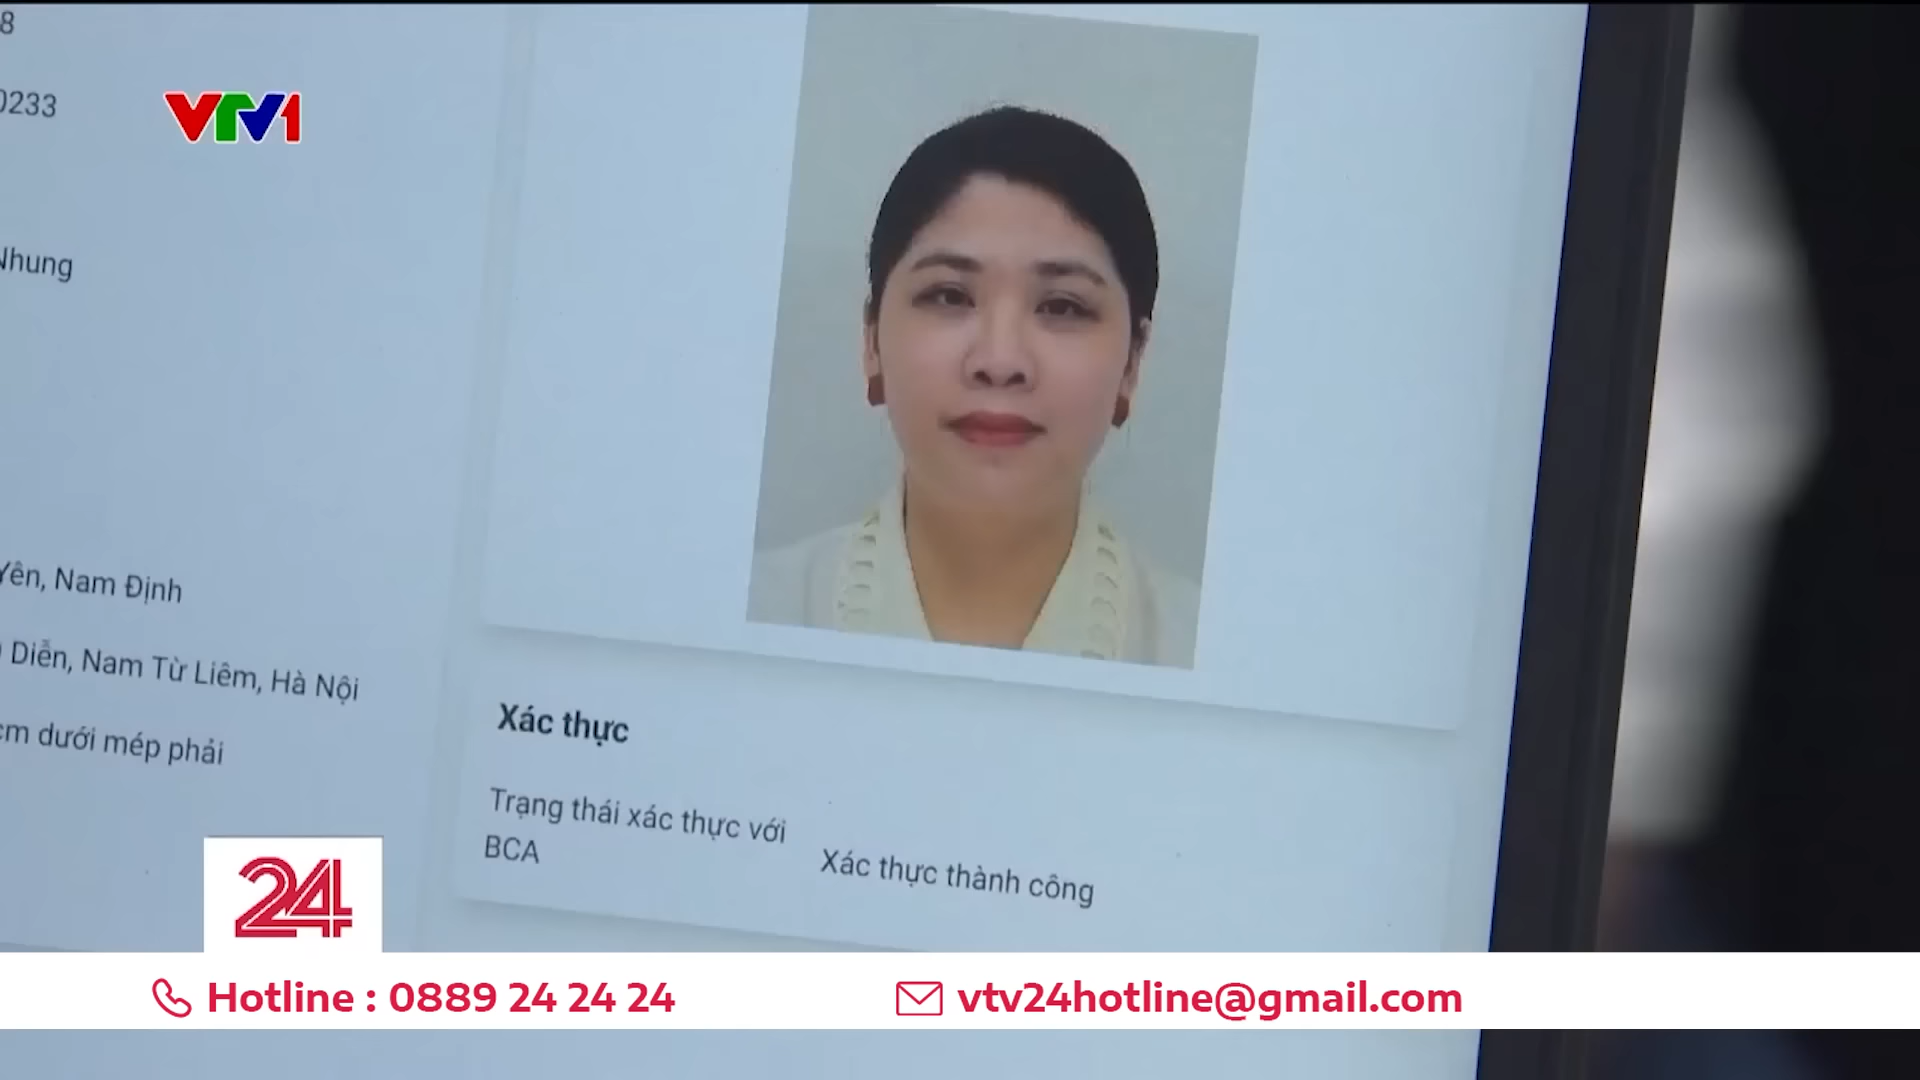 8
0233
VTV1
Nhung
Yên, Nam Định
Diễn, Nam Từ Liêm, Hà Nội
cm dưới mép phải
Xác thực
Trạng thái xác thực với
BCA
Xác thực thành công
24
Hotline : 0889 24 24 24
vtv24hotline@gmail.com